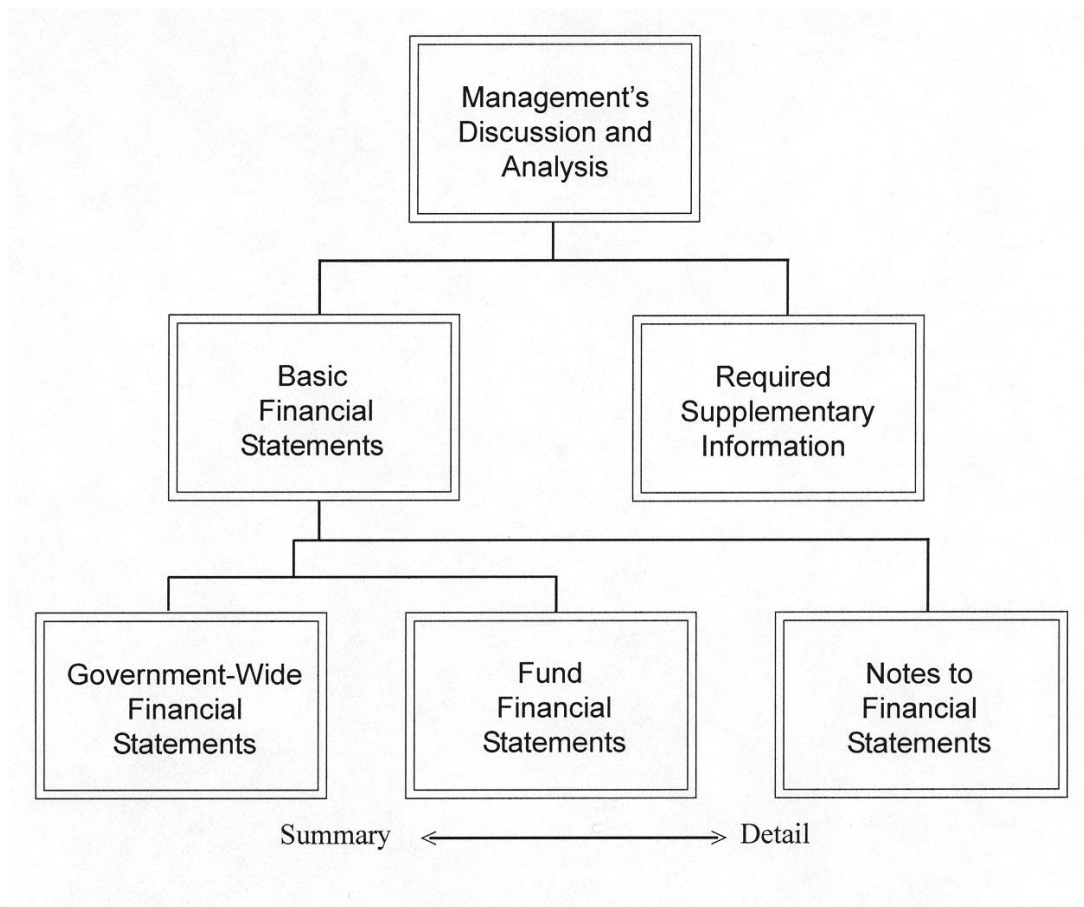 Management's
Discussion and
Analysis
Basic
Financial
Statements
Required
Supplementary
Information
Government-Wide
Financial
Statements
Fund
Financial
Statements
Notes to
Financial
Statements
Summary
Detail